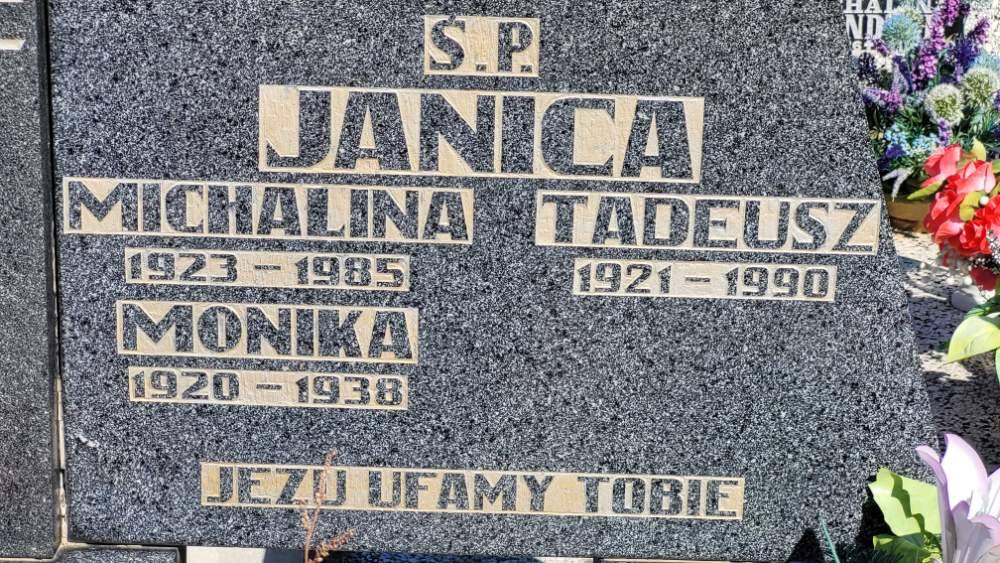 Ś.P.
JANICA
MICHALINA
1923 - 1985
TADEUSZ
1921 - 1990
MONIKA
1920 - 1938
JEZU UFAMY TOBIE